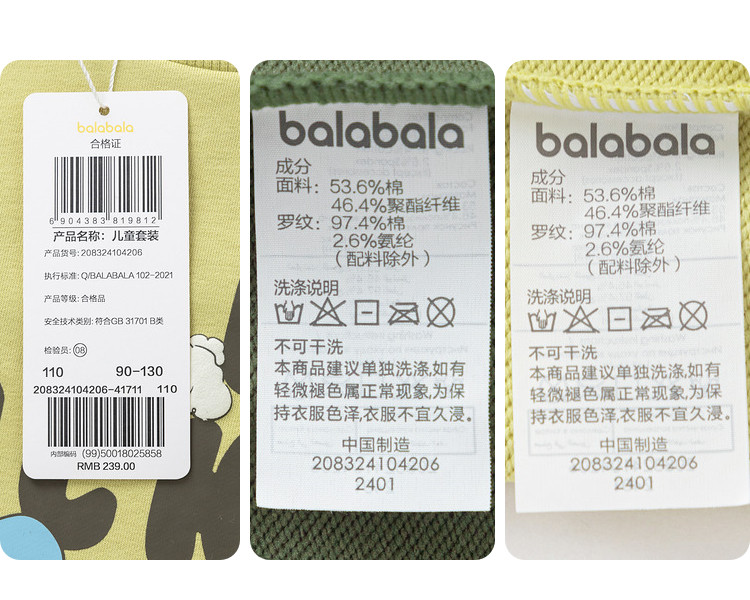 balabala
合格证
6 904383 819812
产品名称: 儿童套装
产品货号: 208324104206
执行标准: Q/BALABALA 102-2021
产品等级: 合格品
安全技术类别: 符合GB 31701 B类
检验员: 08
110 90-130
208324104206-41711 110
内部编码 (99)50018025858
RMB 239.00
balabala
成分
面料: 53.6%棉
46.4%聚酯纤维
罗纹: 97.4%棉
2.6%氨纶
(配料除外)
洗涤说明
不可干洗
本商品建议单独洗涤,如有
轻微褪色属正常现象,为保
持衣服色泽,衣服不宜久浸。
中国制造
208324104206
2401
balabala
成分
面料: 53.6%棉
46.4%聚酯纤维
罗纹: 97.4%棉
2.6%氨纶
(配料除外)
洗涤说明
不可干洗
本商品建议单独洗涤,如有
轻微褪色属正常现象,为保
持衣服色泽,衣服不宜久浸。
中国制造
208324104206
2401